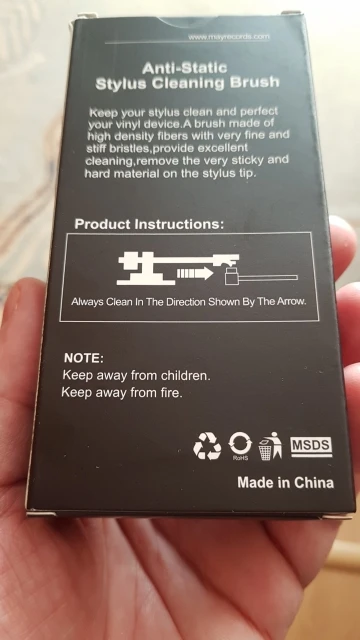 www.mayrecords.com
Anti-Static
Stylus Cleaning Brush
Keep your stylus clean and perfect
your vinyl device.A brush made of
high density fibers with very fine and
stiff bristles,provide excellent
cleaning,remove the very sticky and
hard material on the stylus tip.
Product Instructions:
Always Clean In The Direction Shown By The Arrow.
NOTE:
Keep away from children.
Keep away from fire.
RoHS
MSDS
Made in China